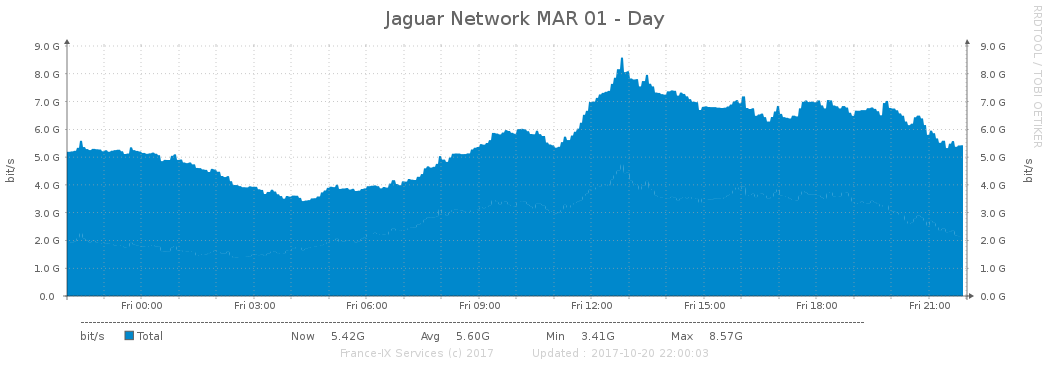 Jaguar Network MAR 01 - Day
RRDTOOL / TOBI OETIKER
bit/s
9.0 G
8.0 G
7.0 G
6.0 G
5.0 G
4.0 G
3.0 G
2.0 G
1.0 G
0.0
9.0 G
8.0 G
7.0 G
6.0 G
5.0 G
4.0 G
3.0 G
2.0 G
1.0 G
0.0 G
bit/s
Fri 00:00 Fri 03:00 Fri 06:00 Fri 09:00 Fri 12:00 Fri 15:00 Fri 18:00 Fri 21:00
bit/s Total Now 5.42G Avg 5.60G Min 3.41G Max 8.57G
France-IX Services (c) 2017 Updated : 2017-10-20 22:00:03